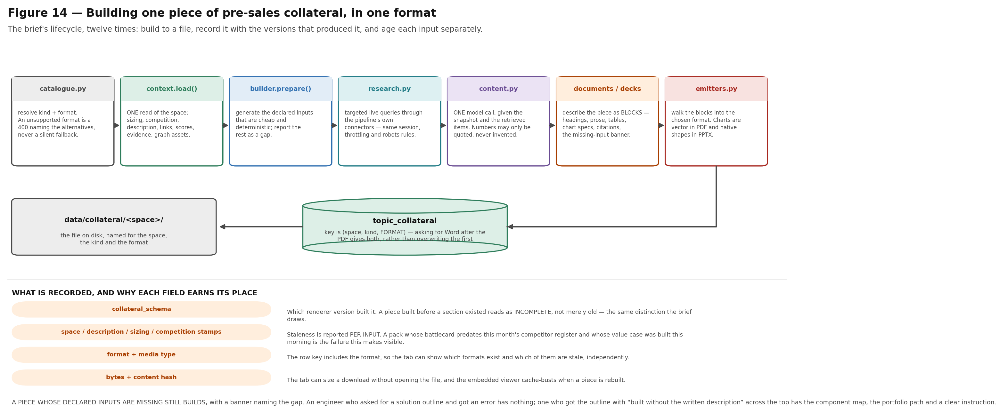 Figure 14 — Building one piece of pre-sales collateral, in one format
The brief's lifecycle, twelve times: build to a file, record it with the versions that produced it, and age each input separately.
catalogue.py
resolve kind + format.
An unsupported format is a
400 naming the alternatives,
never a silent fallback.
context.load()
ONE read of the space:
sizing, competition,
description, links, scores,
evidence, graph assets.
builder.prepare()
generate the declared inputs
that are cheap and
deterministic; report the
rest as a gap.
research.py
targeted live queries through
the pipeline's own
connectors — same session,
throttling and robots rules.
content.py
ONE model call, given the
snapshot and the retrieved
items. Numbers may only be
quoted, never invented.
documents / decks
describe the piece as BLOCKS —
headings, prose, tables,
chart specs, citations,
the missing-input banner.
emitters.py
walk the blocks into the
chosen format. Charts are
vector in PDF and native
shapes in PPTX.
data/collateral/<space>/
the file on disk, named for the space,
the kind and the format
topic_collateral
key is (space, kind, FORMAT) — asking for Word after the
PDF gives both, rather than overwriting the first
WHAT IS RECORDED, AND WHY EACH FIELD EARNS ITS PLACE
collateral_schema
Which renderer version built it. A piece built before a section existed reads as INCOMPLETE, not merely old — the same distinction the brief
draws.
space / description / sizing / competition stamps
Staleness is reported PER INPUT. A pack whose battlecard predates this month's competitor register and whose value case was built this
morning is the failure this makes visible.
format + media type
The row key includes the format, so the tab can show which formats exist and which of them are stale, independently.
bytes + content hash
The tab can size a download without opening the file, and the embedded viewer cache-busts when a piece is rebuilt.
A PIECE WHOSE DECLARED INPUTS ARE MISSING STILL BUILDS, with a banner naming the gap. An engineer who asked for a solution outline and got an error has nothing; one who got the outline with “built without the written description” across the top has the component map, the portfolio path and a clear instruction.